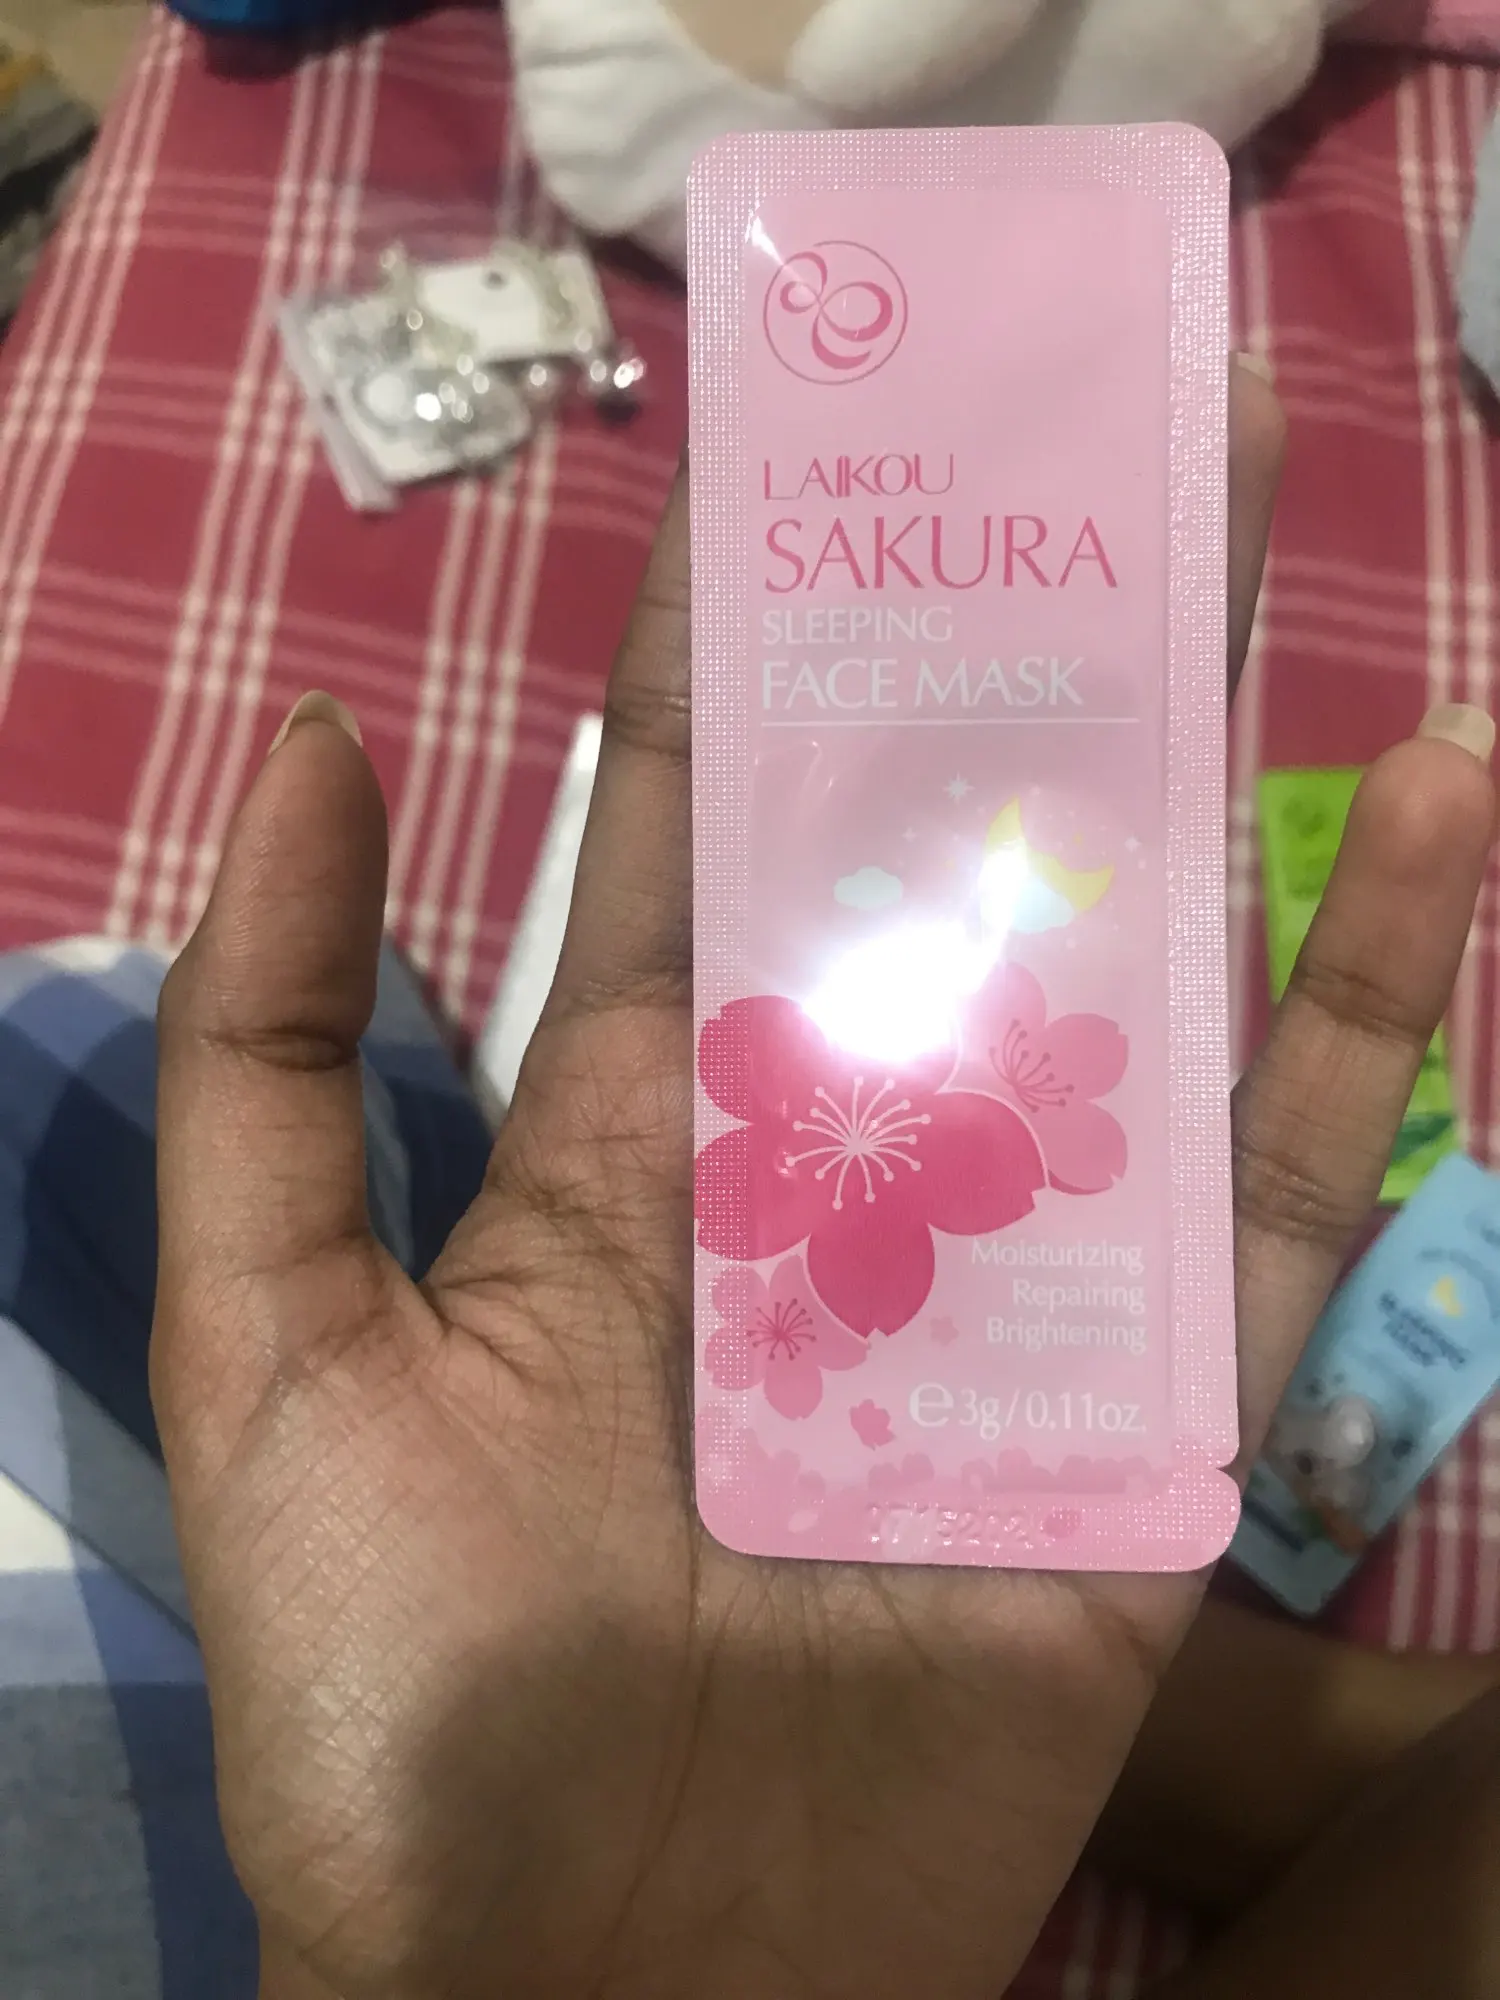 LAIKOU
SAKURA
SLEEPING
FACE MASK
Moisturizing
Repairing
Brightening
e 3g/0.11oz.